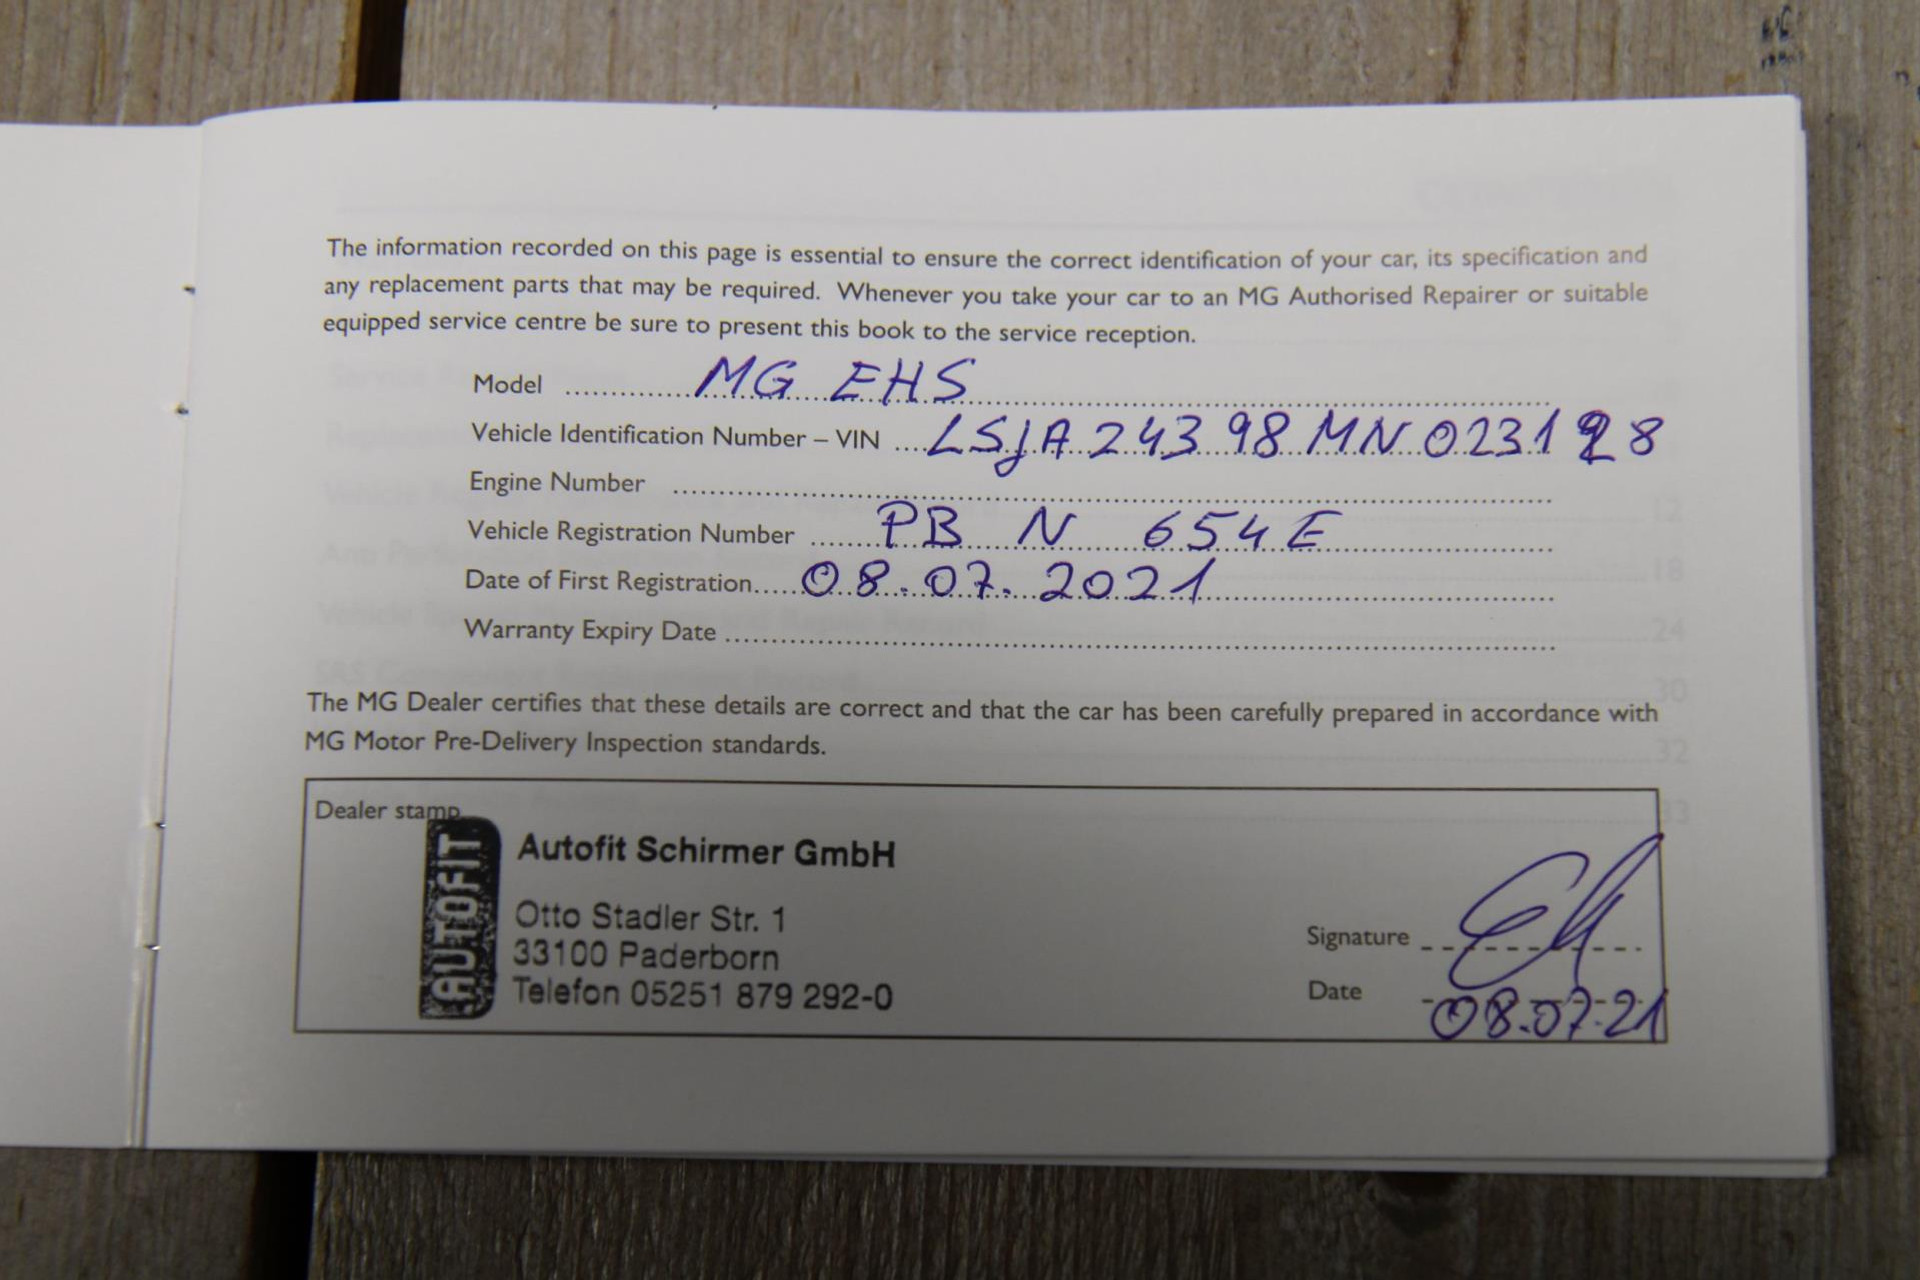 The information recorded on this page is essential to ensure the correct identification of your car, its specification and
any replacement parts that may be required. Whenever you take your car to an MG Authorised Repairer or suitable
equipped service centre be sure to present this book to the service reception.
Model MG EHS
Vehicle Identification Number – VIN LSJA24398MN023128
Engine Number
Vehicle Registration Number PB N 654E
Date of First Registration 08.07.2021
Warranty Expiry Date
The MG Dealer certifies that these details are correct and that the car has been carefully prepared in accordance with
MG Motor Pre-Delivery Inspection standards.
Dealer stamp
AUTOFIT
Autofit Schirmer GmbH
Otto Stadler Str. 1
33100 Paderborn
Telefon 05251 879 292-0
Signature
Date 08.07.21